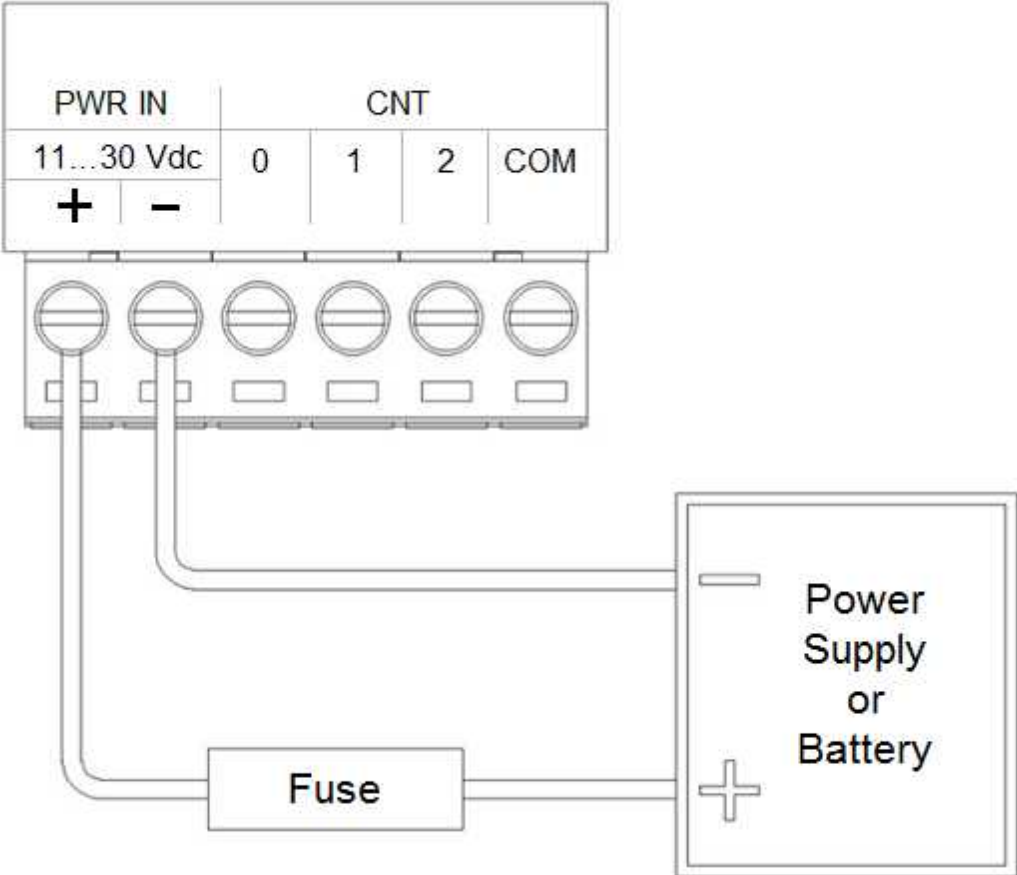 PWR IN CNT
11...30 Vdc 0 1 2 COM
+ −
−
Power
Supply
or
Battery
+
Fuse